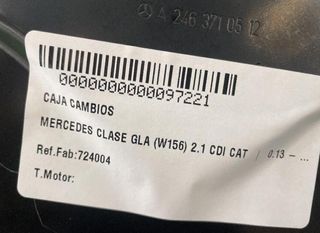 A 246 371 05 12
0000000000097221
CAJA CAMBIOS
MERCEDES CLASE GLA (W156) 2.1 CDI CAT / 0.13 – ...
Ref.Fab:724004
T.Motor: